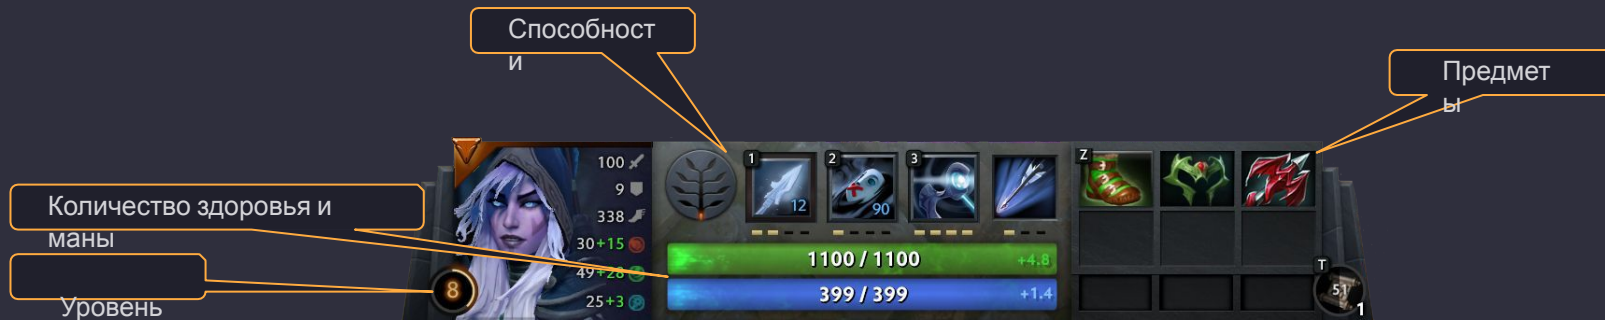 Способност
и
Предмет
ы
Количество здоровья и
маны
Уровень
100
9
338
30+15
49+28
25+3
8
1
12
2
90
3
1100 / 1100
+4.8
399 / 399
+1.4
Z
T
51
1